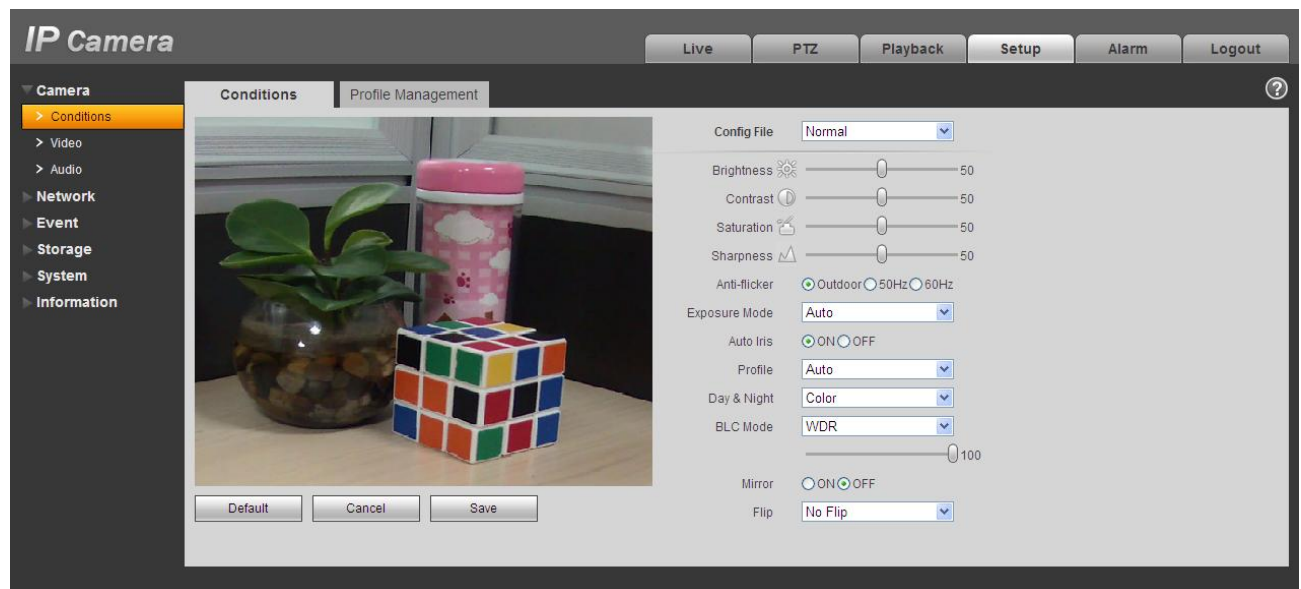 IP Camera
Live PTZ Playback Setup Alarm Logout
Camera
> Conditions
> Video
> Audio
Network
Event
Storage
System
Information
Conditions Profile Management ?
Config File Normal
Brightness 50
Contrast 50
Saturation 50
Sharpness 50
Anti-flicker Outdoor 50Hz 60Hz
Exposure Mode Auto
Auto Iris ON OFF
Profile Auto
Day & Night Color
BLC Mode WDR
100
Mirror ON OFF
Flip No Flip
Default Cancel Save